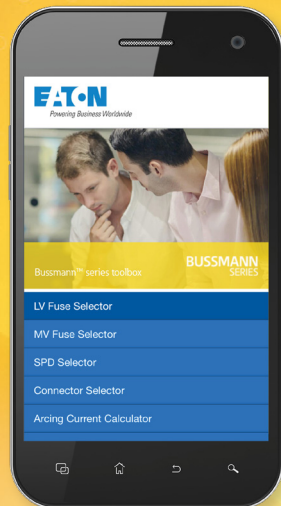 EATON
Powering Business Worldwide
Bussmann™ series toolbox
BUSSMANN
SERIES
LV Fuse Selector
MV Fuse Selector
SPD Selector
Connector Selector
Arcing Current Calculator